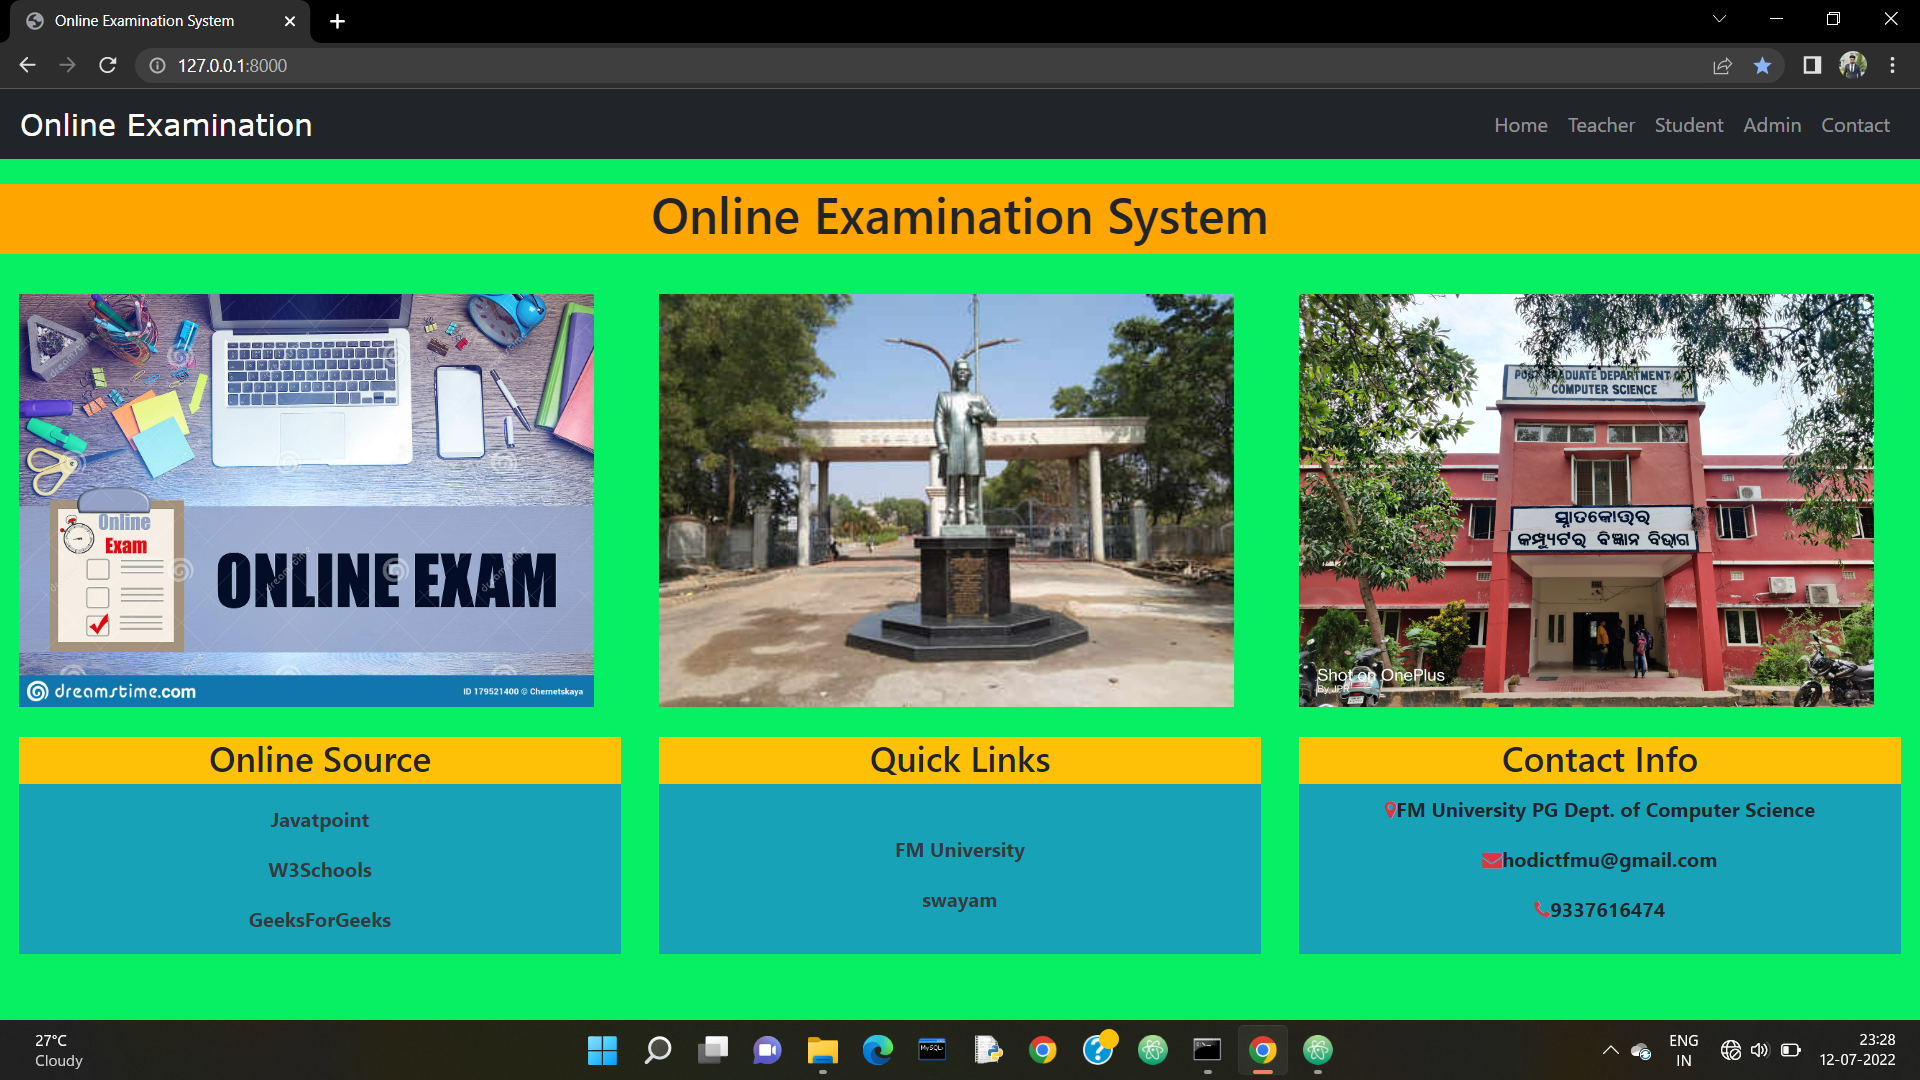 Online Examination System
127.0.0.1:8000
Online Examination
Home Teacher Student Admin Contact
Online Examination System
Online
Exam
ONLINE EXAM
dreamstime.com
ID 179521400 © Chernetskaya
POST GRADUATE DEPARTMENT OF
COMPUTER SCIENCE
ସ୍ନାତକୋତ୍ତର
କମ୍ପ୍ୟୁଟର ବିଜ୍ଞାନ ବିଭାଗ
Shot on OnePlus
By JPR
Online Source
Javatpoint
W3Schools
GeeksForGeeks
Quick Links
FM University
swayam
Contact Info
FM University PG Dept. of Computer Science
hodictfmu@gmail.com
9337616474
27°C
Cloudy
MySQL
ENG
IN
23:28
12-07-2022